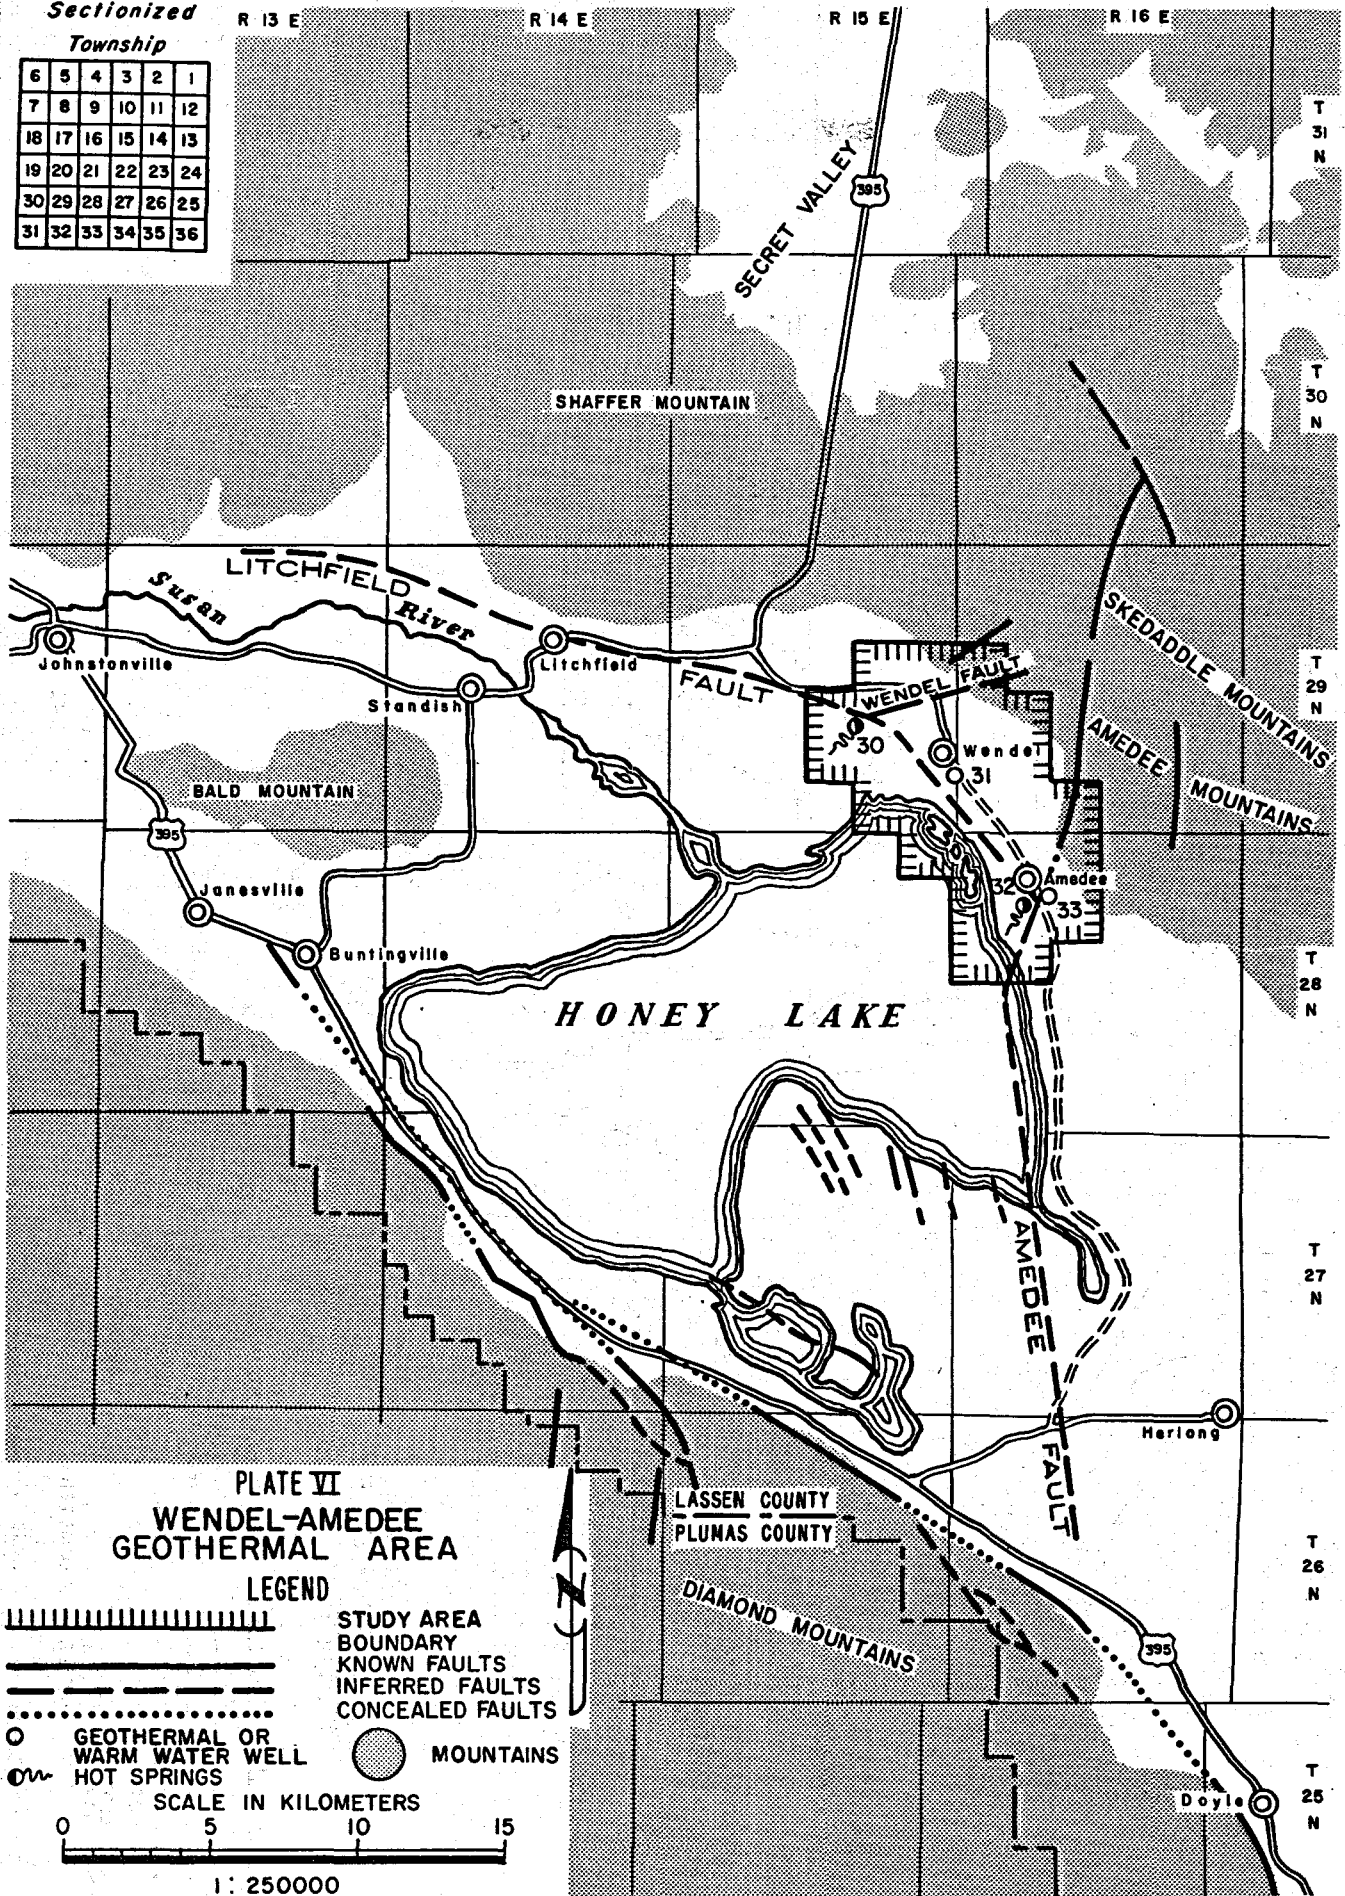 Sectionized
Township
6 5 4 3 2 1
7 8 9 10 11 12
18 17 16 15 14 13
19 20 21 22 23 24
30 29 28 27 26 25
31 32 33 34 35 36
R 13 E
R 14 E
R 15 E
R 16 E
T
31
N
395
SECRET VALLEY
T
30
N
SHAFFER MOUNTAIN
LITCHFIELD
Susan
River
SKEDADDLE MOUNTAINS
Johnstonville
Litchfield
FAULT
WENDEL FAULT
T
29
N
Standish
30
Wendel
31
AMEDEE
MOUNTAINS
BALD MOUNTAIN
395
Janesville
32
Amedee
33
Buntingville
T
28
N
HONEY LAKE
AMEDEE
T
27
N
Herlong
FAULT
PLATE VI
WENDEL-AMEDEE
GEOTHERMAL AREA
LASSEN COUNTY
PLUMAS COUNTY
T
26
N
LEGEND
N
DIAMOND MOUNTAINS
STUDY AREA
BOUNDARY
KNOWN FAULTS
INFERRED FAULTS
CONCEALED FAULTS
395
GEOTHERMAL OR
WARM WATER WELL
MOUNTAINS
HOT SPRINGS
T
25
N
Doyle
SCALE IN KILOMETERS
0 5 10 15
1: 250000